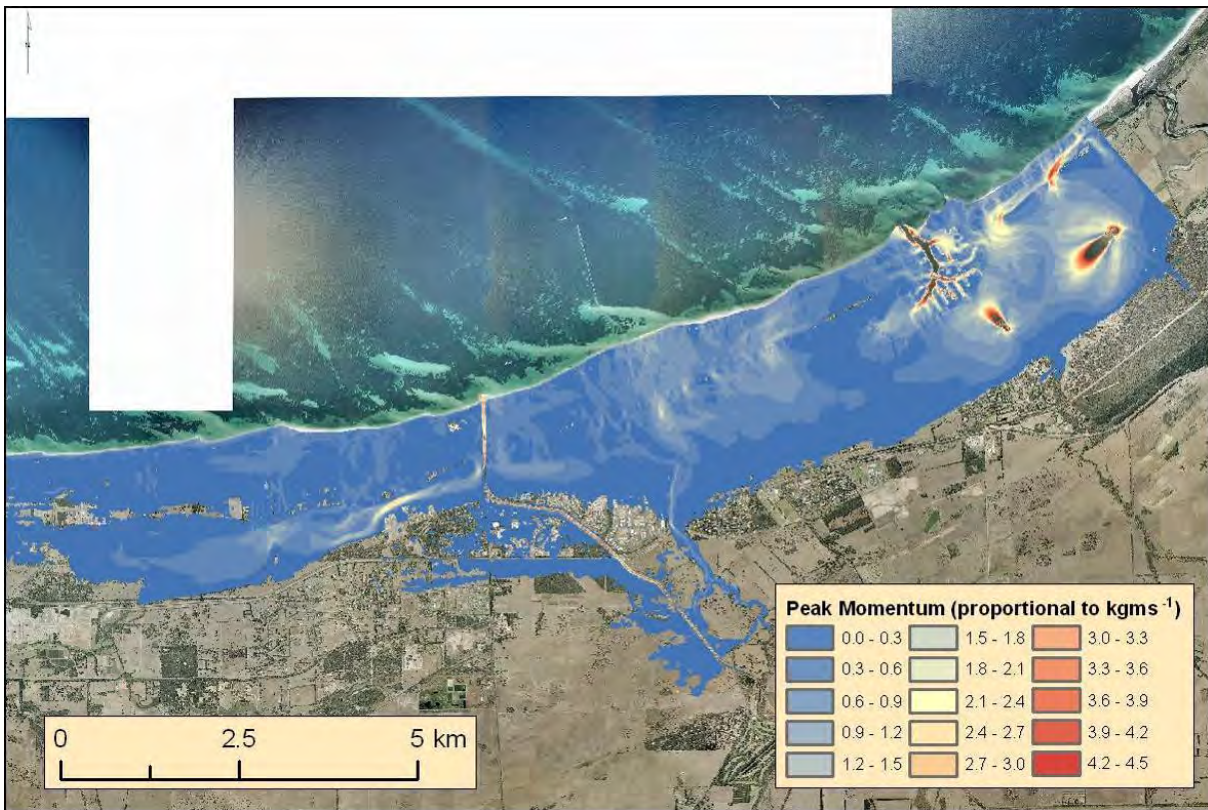 Peak Momentum (proportional to kgms⁻¹)
0.0 - 0.3 1.5 - 1.8 3.0 - 3.3
0.3 - 0.6 1.8 - 2.1 3.3 - 3.6
0.6 - 0.9 2.1 - 2.4 3.6 - 3.9
0.9 - 1.2 2.4 - 2.7 3.9 - 4.2
1.2 - 1.5 2.7 - 3.0 4.2 - 4.5
0 2.5 5 km